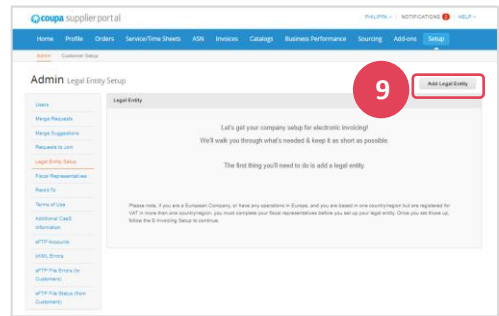 coupa supplier portal
PHILIPPA NOTIFICATIONS 2 HELP
Home Profile Orders Service/Time Sheets ASN Invoices Catalogs Business Performance Sourcing Add-ons Setup
Admin Customer Setup
Admin Legal Entity Setup
9
Add Legal Entity
Users
Merge Requests
Merge Suggestions
Requests to Join
Legal Entity Setup
Fiscal Representatives
Remit-To
Terms of Use
Additional CaaS
Information
sFTP Accounts
cXML Errors
sFTP File Errors (to
Customers)
sFTP File Status (from
Customers)
Legal Entity
Let's get your company setup for electronic invoicing!
We'll walk you through what's needed & keep it as short as possible.
The first thing you'll need to do is add a legal entity.
Please note, if you are a European Company, or have any operations in Europe, and you are based in one country/region but are registered for
VAT in more than one country/region, you must complete your fiscal representatives before you set up your legal entity. Once you set those up,
follow the E-Invoicing Setup to continue.